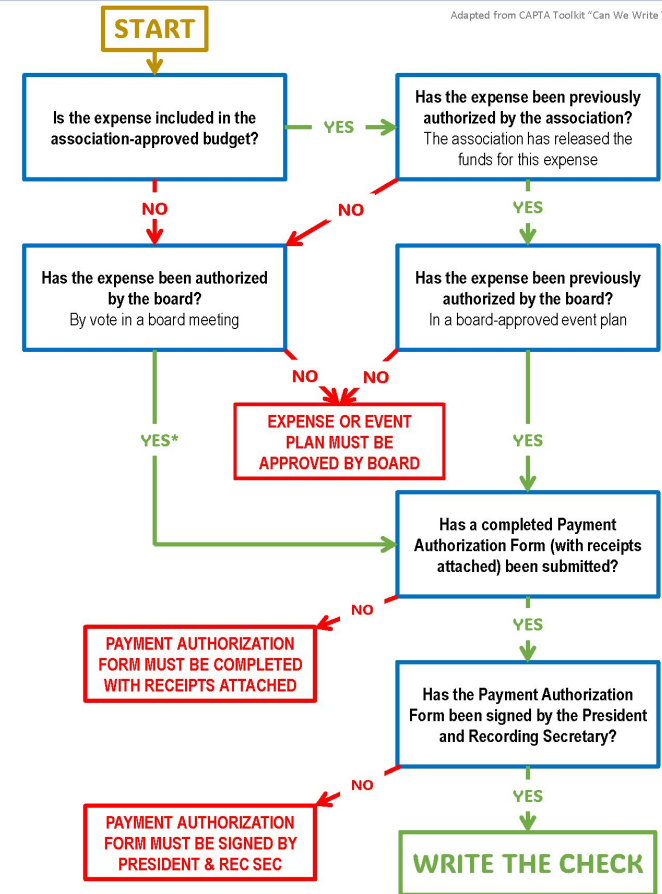 Adapted from CAPTA Toolkit "Can We Write
START
Is the expense included in the
association-approved budget?
YES
Has the expense been previously
authorized by the association?
The association has released the
funds for this expense
NO
NO
YES
Has the expense been authorized
by the board?
By vote in a board meeting
Has the expense been previously
authorized by the board?
In a board-approved event plan
NO
NO
EXPENSE OR EVENT
PLAN MUST BE
APPROVED BY BOARD
YES*
YES
Has a completed Payment
Authorization Form (with receipts
attached) been submitted?
NO
YES
PAYMENT AUTHORIZATION
FORM MUST BE COMPLETED
WITH RECEIPTS ATTACHED
Has the Payment Authorization
Form been signed by the President
and Recording Secretary?
NO
YES
PAYMENT AUTHORIZATION
FORM MUST BE SIGNED BY
PRESIDENT & REC SEC
WRITE THE CHECK